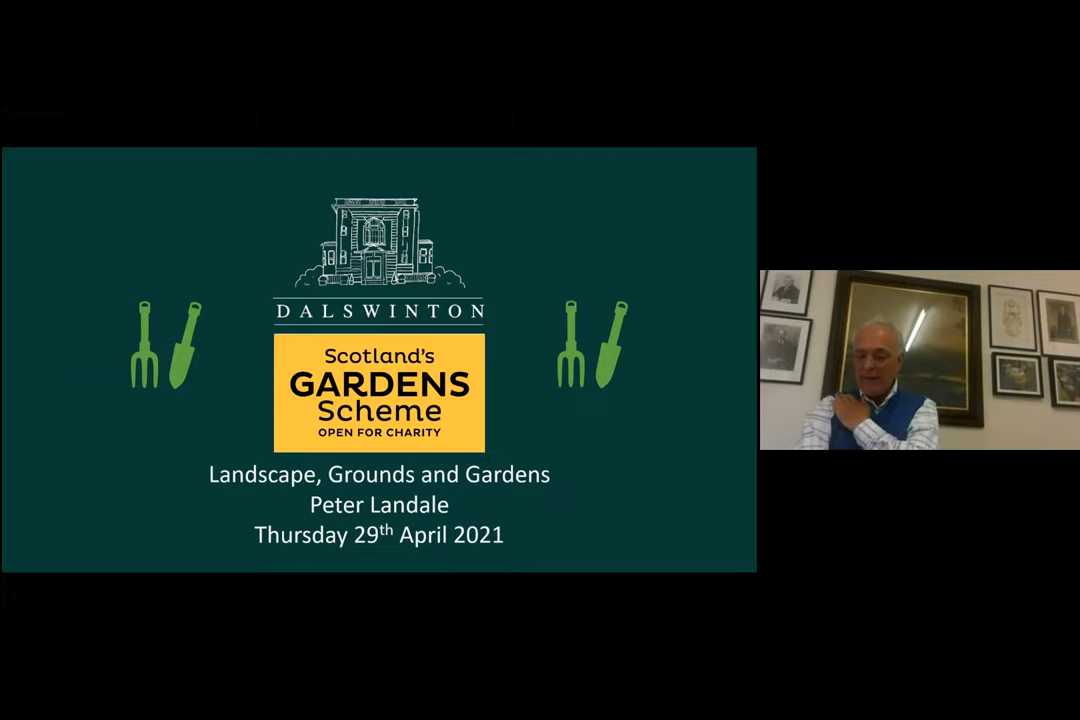 DALSWINTON
Scotland's
GARDENS
Scheme
OPEN FOR CHARITY
Landscape, Grounds and Gardens
Peter Landale
Thursday 29th April 2021